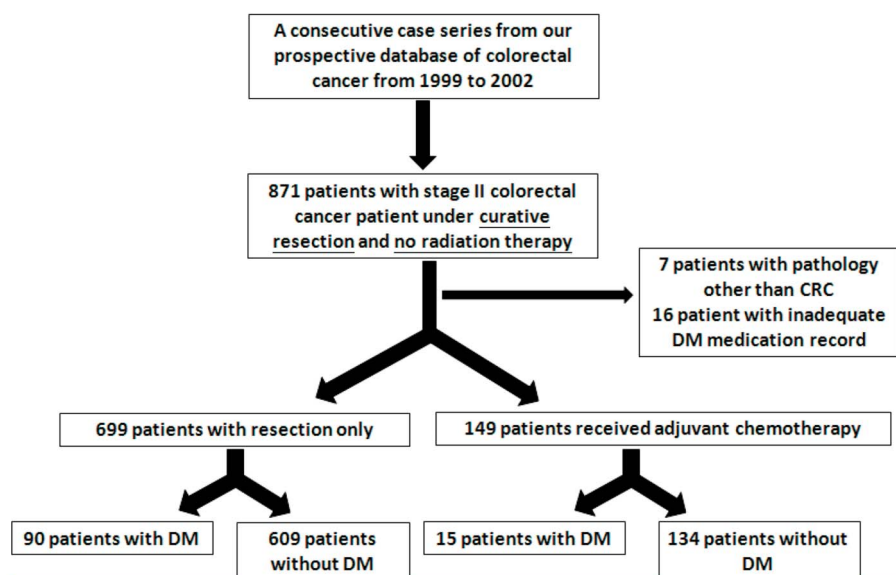 A consecutive case series from our
prospective database of colorectal
cancer from 1999 to 2002
871 patients with stage II colorectal
cancer patient under curative
resection and no radiation therapy
7 patients with pathology
other than CRC
16 patient with inadequate
DM medication record
699 patients with resection only
149 patients received adjuvant chemotherapy
90 patients with DM
609 patients
without DM
15 patients with DM
134 patients without
DM